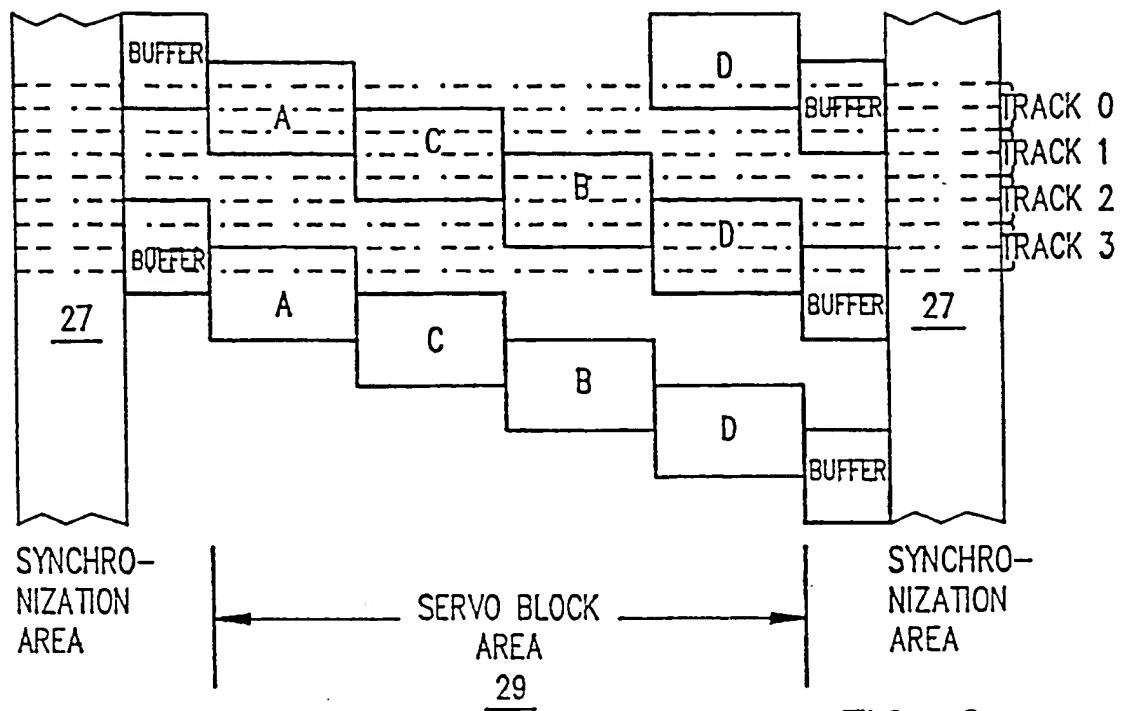 BUFFER
D
A
BUFFER
TRACK 0
C
TRACK 1
B
TRACK 2
D
TRACK 3
BUFFER
A
BUFFER
27
27
C
B
D
BUFFER
SYNCHRO-
NIZATION
AREA
SERVO BLOCK
AREA
29
SYNCHRO-
NIZATION
AREA